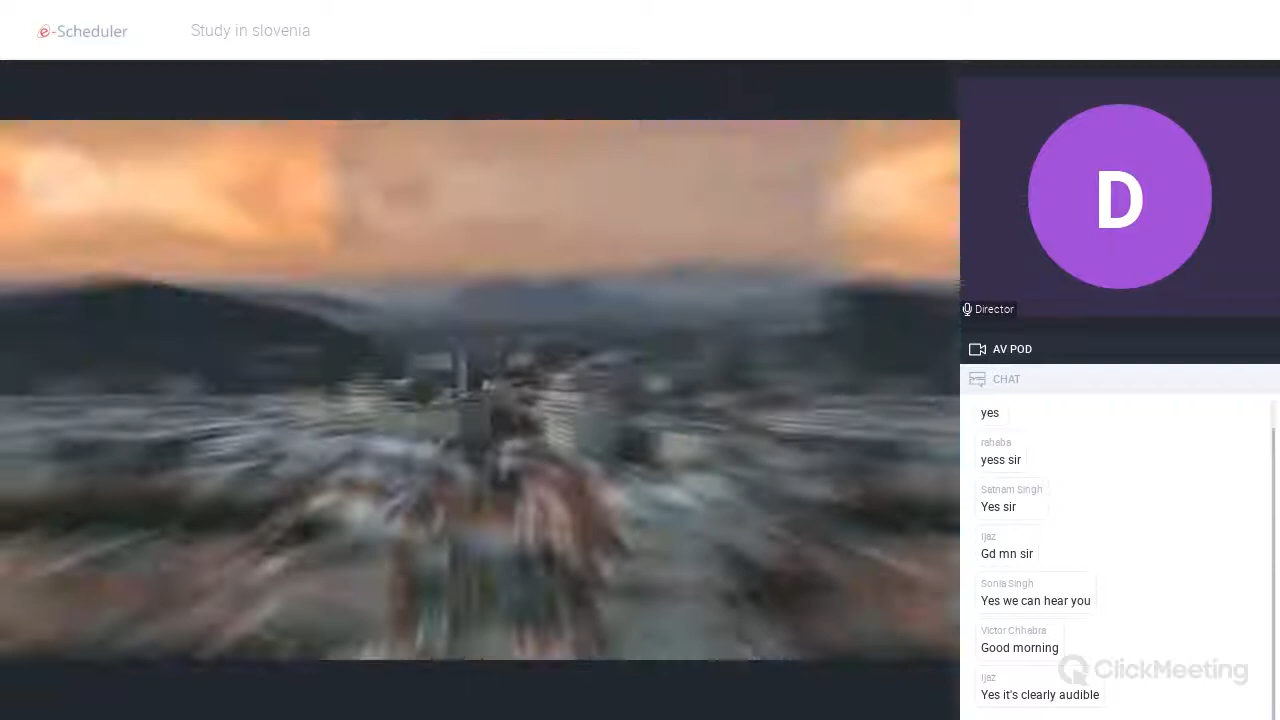 e-Scheduler
Study in slovenia
D
Director
AV POD
CHAT
yes
rahaba
yess sir
Satnam Singh
Yes sir
Ijaz
Gd mn sir
Sonia Singh
Yes we can hear you
Victor Chhabra
Good morning
ClickMeeting
Ijaz
Yes it's clearly audible